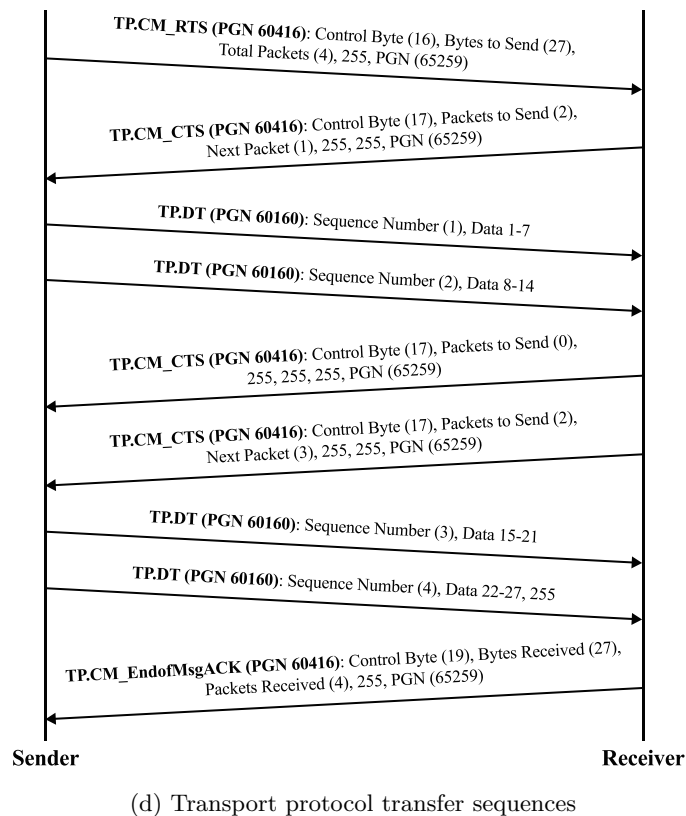 TP.CM_RTS (PGN 60416): Control Byte (16), Bytes to Send (27),
Total Packets (4), 255, PGN (65259)
TP.CM_CTS (PGN 60416): Control Byte (17), Packets to Send (2),
Next Packet (1), 255, 255, PGN (65259)
TP.DT (PGN 60160): Sequence Number (1), Data 1-7
TP.DT (PGN 60160): Sequence Number (2), Data 8-14
TP.CM_CTS (PGN 60416): Control Byte (17), Packets to Send (0),
255, 255, 255, PGN (65259)
TP.CM_CTS (PGN 60416): Control Byte (17), Packets to Send (2),
Next Packet (3), 255, 255, PGN (65259)
TP.DT (PGN 60160): Sequence Number (3), Data 15-21
TP.DT (PGN 60160): Sequence Number (4), Data 22-27, 255
TP.CM_EndofMsgACK (PGN 60416): Control Byte (19), Bytes Received (27),
Packets Received (4), 255, PGN (65259)
Sender Receiver
(d) Transport protocol transfer sequences